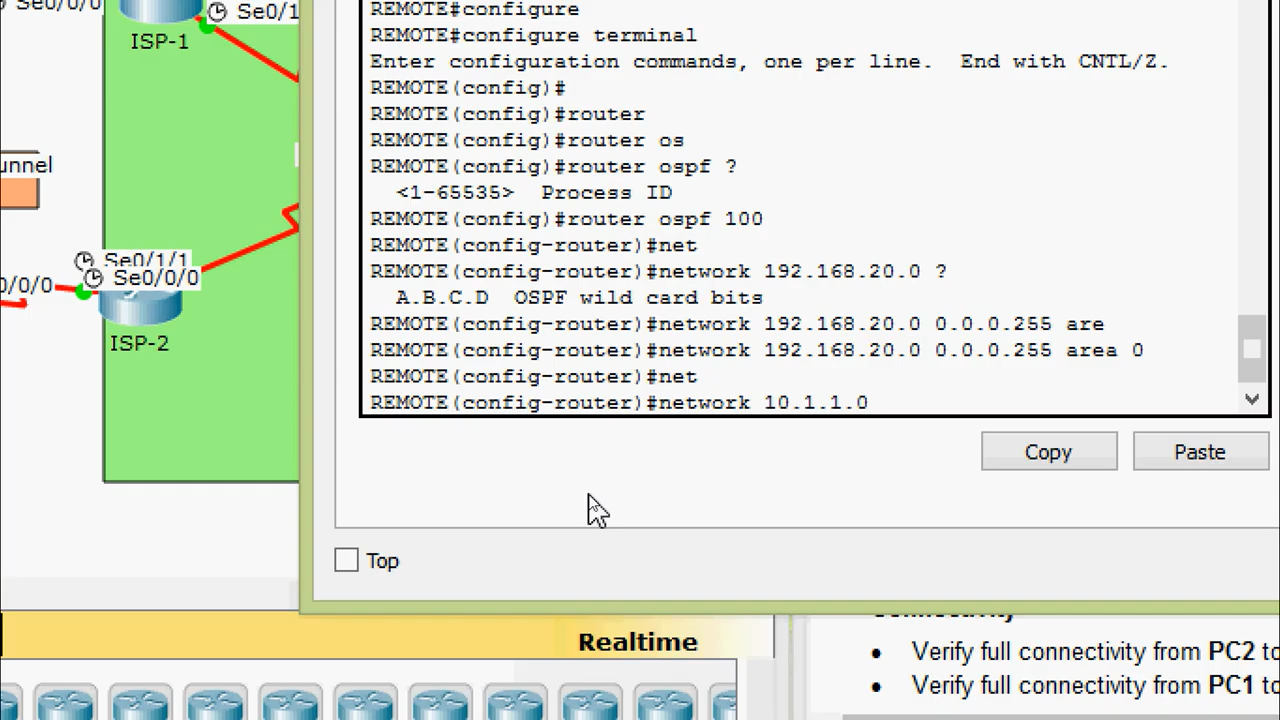 Se0/0/0
Se0/1
ISP-1
unnel
Se0/1/1
Se0/0/0
0/0/0
ISP-2
REMOTE#configure
REMOTE#configure terminal
Enter configuration commands, one per line.  End with CNTL/Z.
REMOTE(config)#
REMOTE(config)#router
REMOTE(config)#router os
REMOTE(config)#router ospf ?
  <1-65535>  Process ID
REMOTE(config)#router ospf 100
REMOTE(config-router)#net
REMOTE(config-router)#network 192.168.20.0 ?
  A.B.C.D  OSPF wild card bits
REMOTE(config-router)#network 192.168.20.0 0.0.0.255 are
REMOTE(config-router)#network 192.168.20.0 0.0.0.255 area 0
REMOTE(config-router)#net
REMOTE(config-router)#network 10.1.1.0
Copy
Paste
Top
Realtime
• Verify full connectivity from PC2 to
• Verify full connectivity from PC1 to